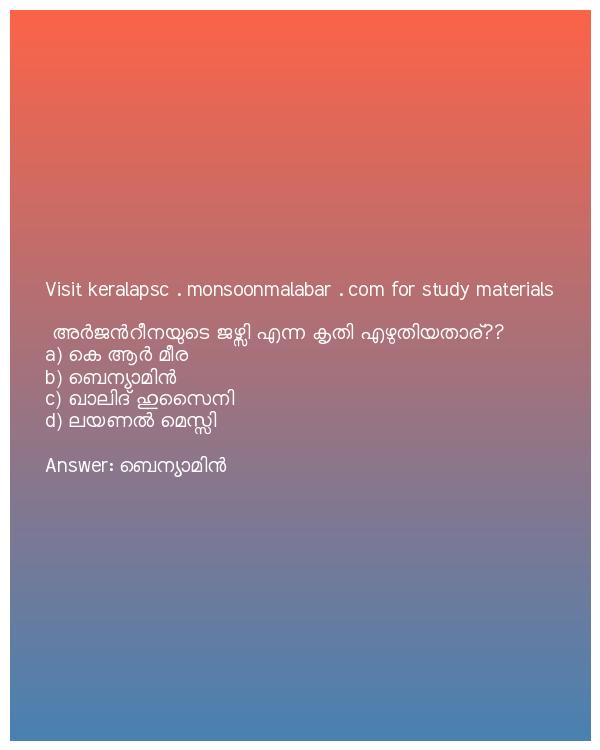 Visit keralapsc . monsoonmalabar . com for study materials
അർജൻറീനയുടെ ജഴ്സി എന്ന കൃതി എഴുതിയതാര്??
a) കെ ആർ മീര
b) ബെന്യാമിൻ
c) ഖാലിദ് ഹുസൈനി
d) ലയണൽ മെസ്സി
Answer: ബെന്യാമിൻ